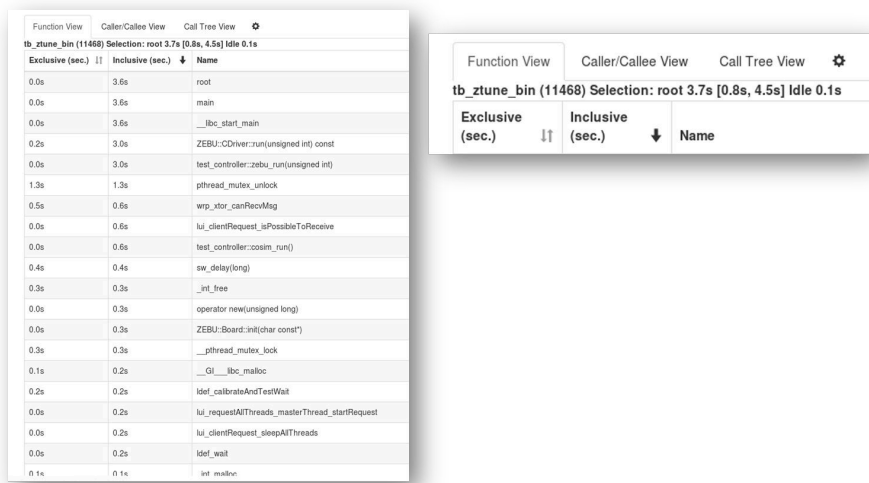 Function View Caller/Callee View Call Tree View
tb_ztune_bin (11468) Selection: root 3.7s [0.8s, 4.5s] Idle 0.1s
Exclusive (sec.) Inclusive (sec.) Name
0.0s 3.6s root
0.0s 3.6s main
0.0s 3.6s __libc_start_main
0.2s 3.0s ZEBU::CDriver::run(unsigned int) const
0.0s 3.0s test_controller::zebu_run(unsigned int)
1.3s 1.3s pthread_mutex_unlock
0.5s 0.6s wrp_xtor_canRecvMsg
0.0s 0.6s lui_clientRequest_isPossibleToReceive
0.0s 0.6s test_controller::cosim_run()
0.4s 0.4s sw_delay(long)
0.3s 0.3s _int_free
0.0s 0.3s operator new(unsigned long)
0.0s 0.3s ZEBU::Board::init(char const*)
0.3s 0.3s __pthread_mutex_lock
0.1s 0.2s __GI___libc_malloc
0.2s 0.2s ldef_calibrateAndTestWait
0.0s 0.2s lui_requestAllThreads_masterThread_startRequest
0.0s 0.2s lui_clientRequest_sleepAllThreads
0.0s 0.2s ldef_wait
0.1s 0.1s _int_malloc
Function View Caller/Callee View Call Tree View
tb_ztune_bin (11468) Selection: root 3.7s [0.8s, 4.5s] Idle 0.1s
Exclusive Inclusive
(sec.) (sec.) Name